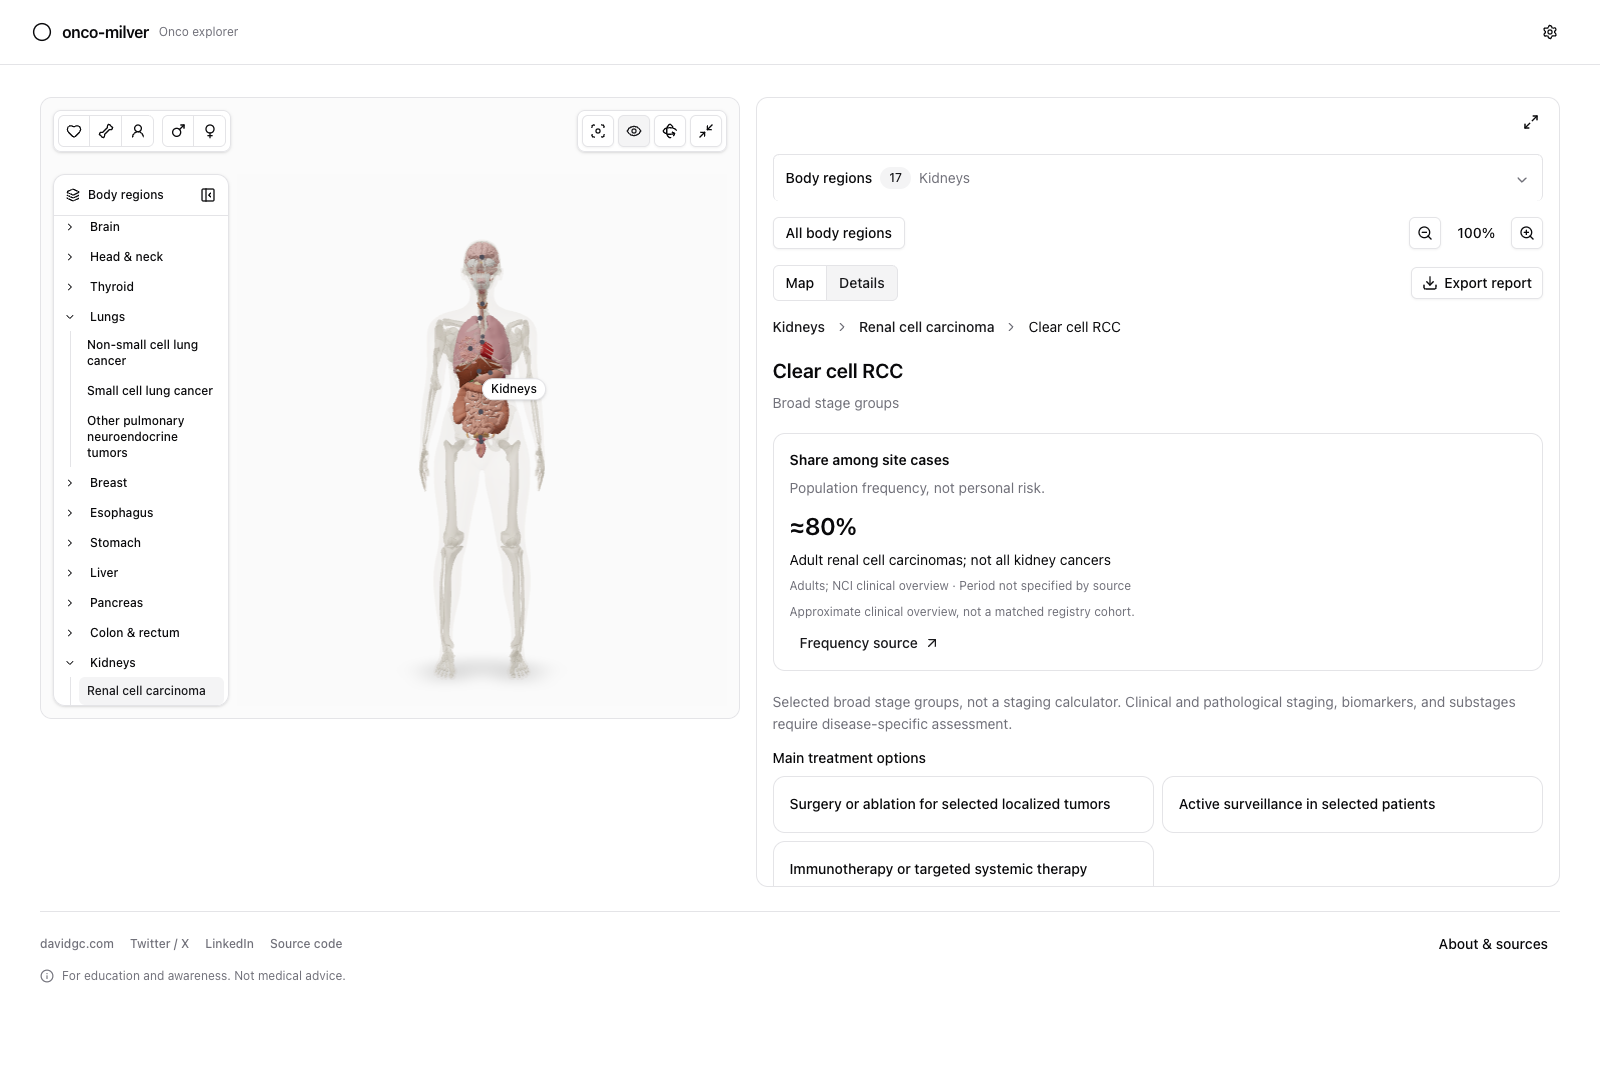 onco-milver Onco explorer
Body regions
Brain
Head & neck
Thyroid
Lungs
Non-small cell lung
cancer
Small cell lung cancer
Other pulmonary
neuroendocrine
tumors
Breast
Esophagus
Stomach
Liver
Pancreas
Colon & rectum
Kidneys
Renal cell carcinoma
Kidneys
Body regions 17 Kidneys
All body regions
100%
Map Details
Export report
Kidneys > Renal cell carcinoma > Clear cell RCC
Clear cell RCC
Broad stage groups
Share among site cases
Population frequency, not personal risk.
≈80%
Adult renal cell carcinomas; not all kidney cancers
Adults; NCI clinical overview · Period not specified by source
Approximate clinical overview, not a matched registry cohort.
Frequency source
Selected broad stage groups, not a staging calculator. Clinical and pathological staging, biomarkers, and substages
require disease-specific assessment.
Main treatment options
Surgery or ablation for selected localized tumors
Active surveillance in selected patients
Immunotherapy or targeted systemic therapy
davidgc.com Twitter / X LinkedIn Source code
About & sources
For education and awareness. Not medical advice.